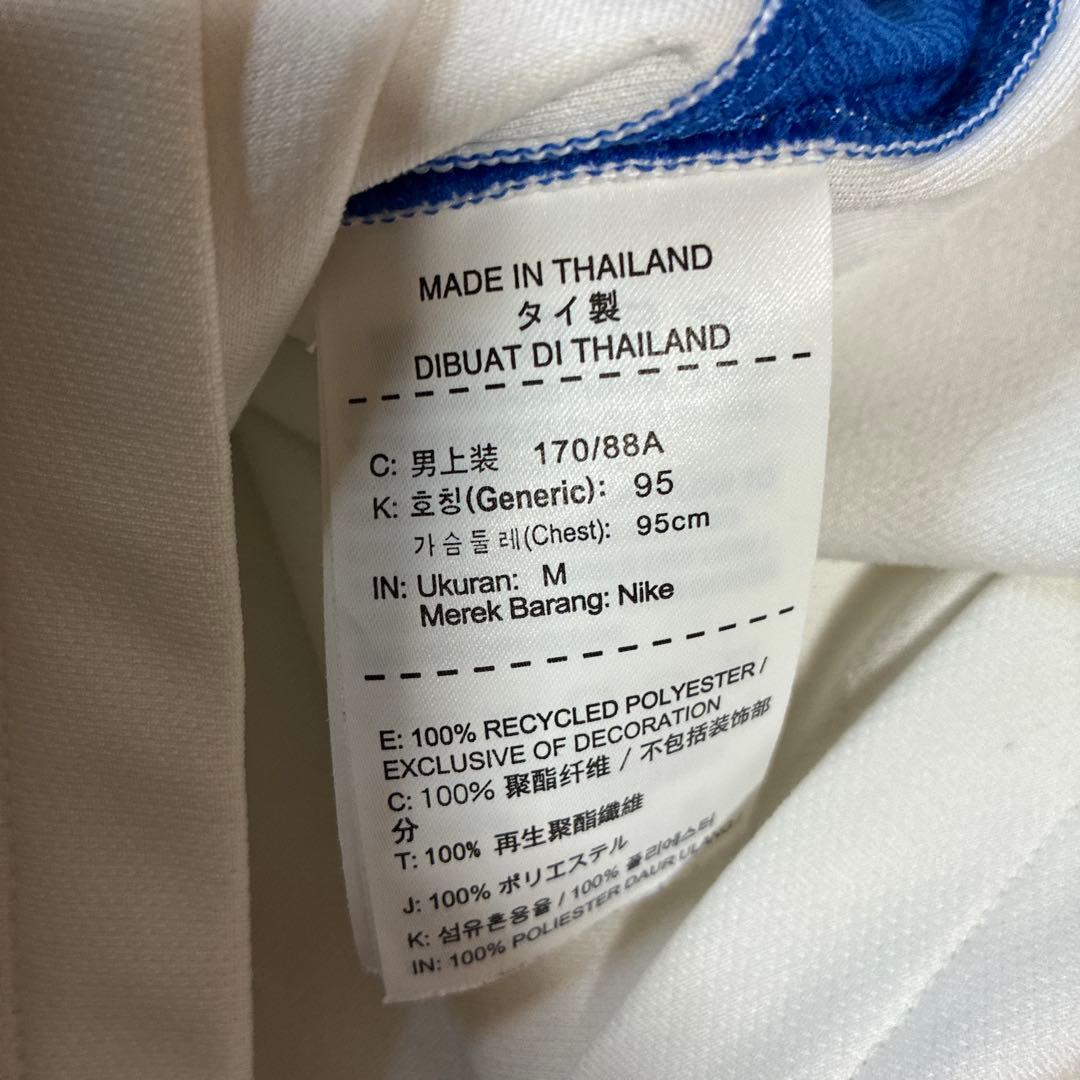 MADE IN THAILAND
タイ製
DIBUAT DI THAILAND
C: 男上装 170/88A
K: 호칭(Generic): 95
가슴둘레(Chest): 95cm
IN: Ukuran: M
Merek Barang: Nike
E: 100% RECYCLED POLYESTER /
EXCLUSIVE OF DECORATION
C: 100% 聚酯纤维 / 不包括装饰部
分
T: 100% 再生聚酯纖維
J: 100% ポリエステル
K: 섬유혼용율 / 100% 폴리에스터
IN: 100% POLIESTER DAUR ULANG